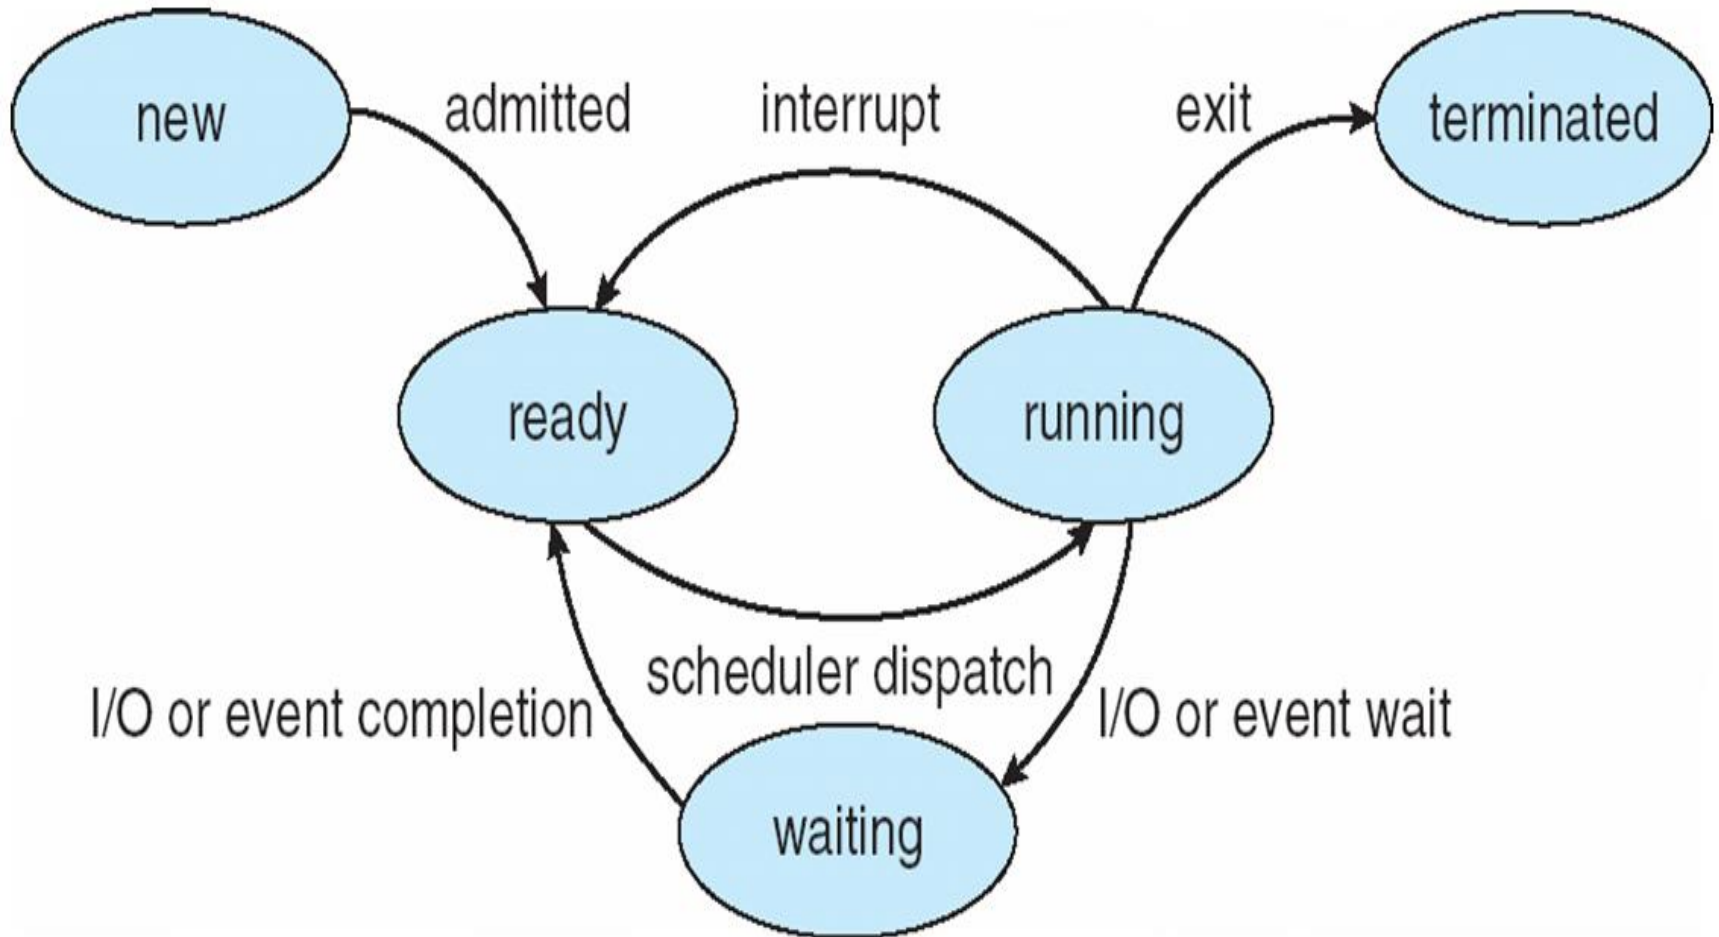 new
admitted
interrupt
exit
terminated
ready
running
scheduler dispatch
I/O or event completion
I/O or event wait
waiting